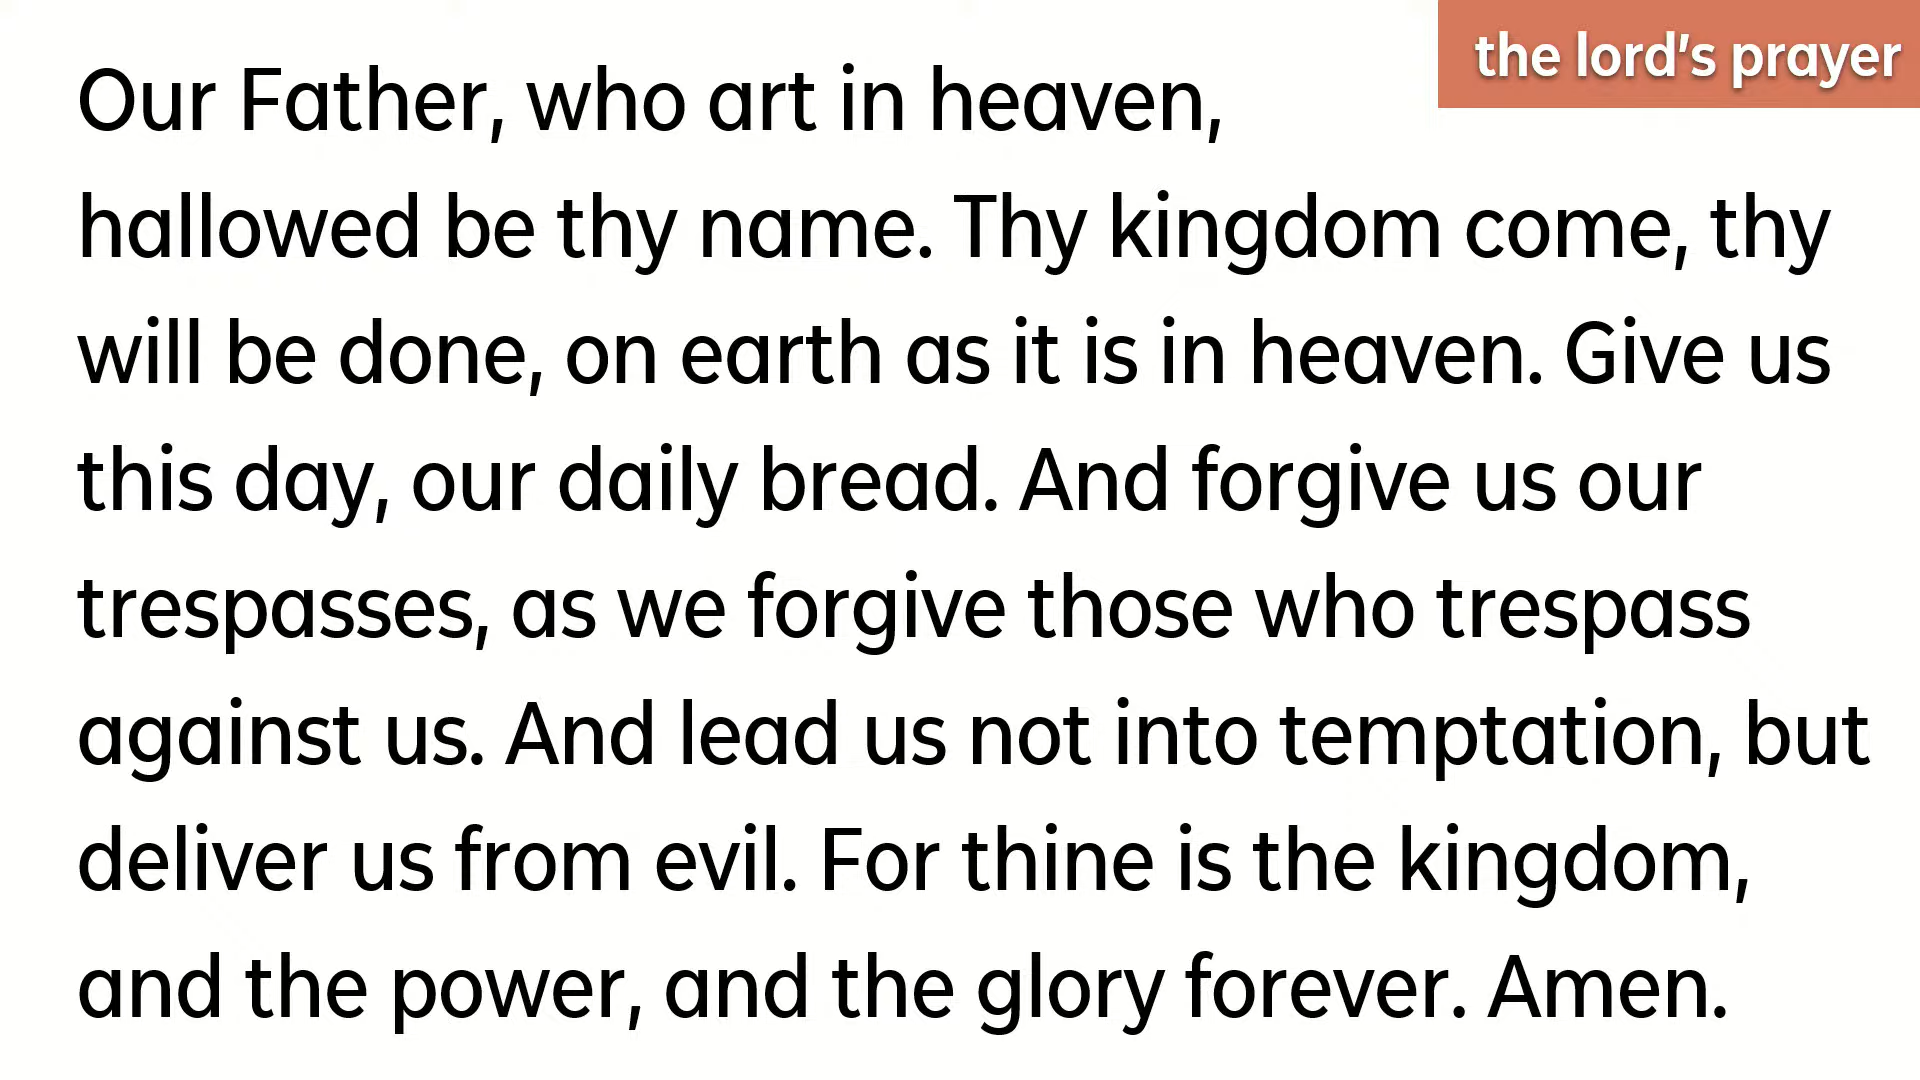 the lord's prayer
Our Father, who art in heaven,
hallowed be thy name. Thy kingdom come, thy
will be done, on earth as it is in heaven. Give us
this day, our daily bread. And forgive us our
trespasses, as we forgive those who trespass
against us. And lead us not into temptation, but
deliver us from evil. For thine is the kingdom,
and the power, and the glory forever. Amen.